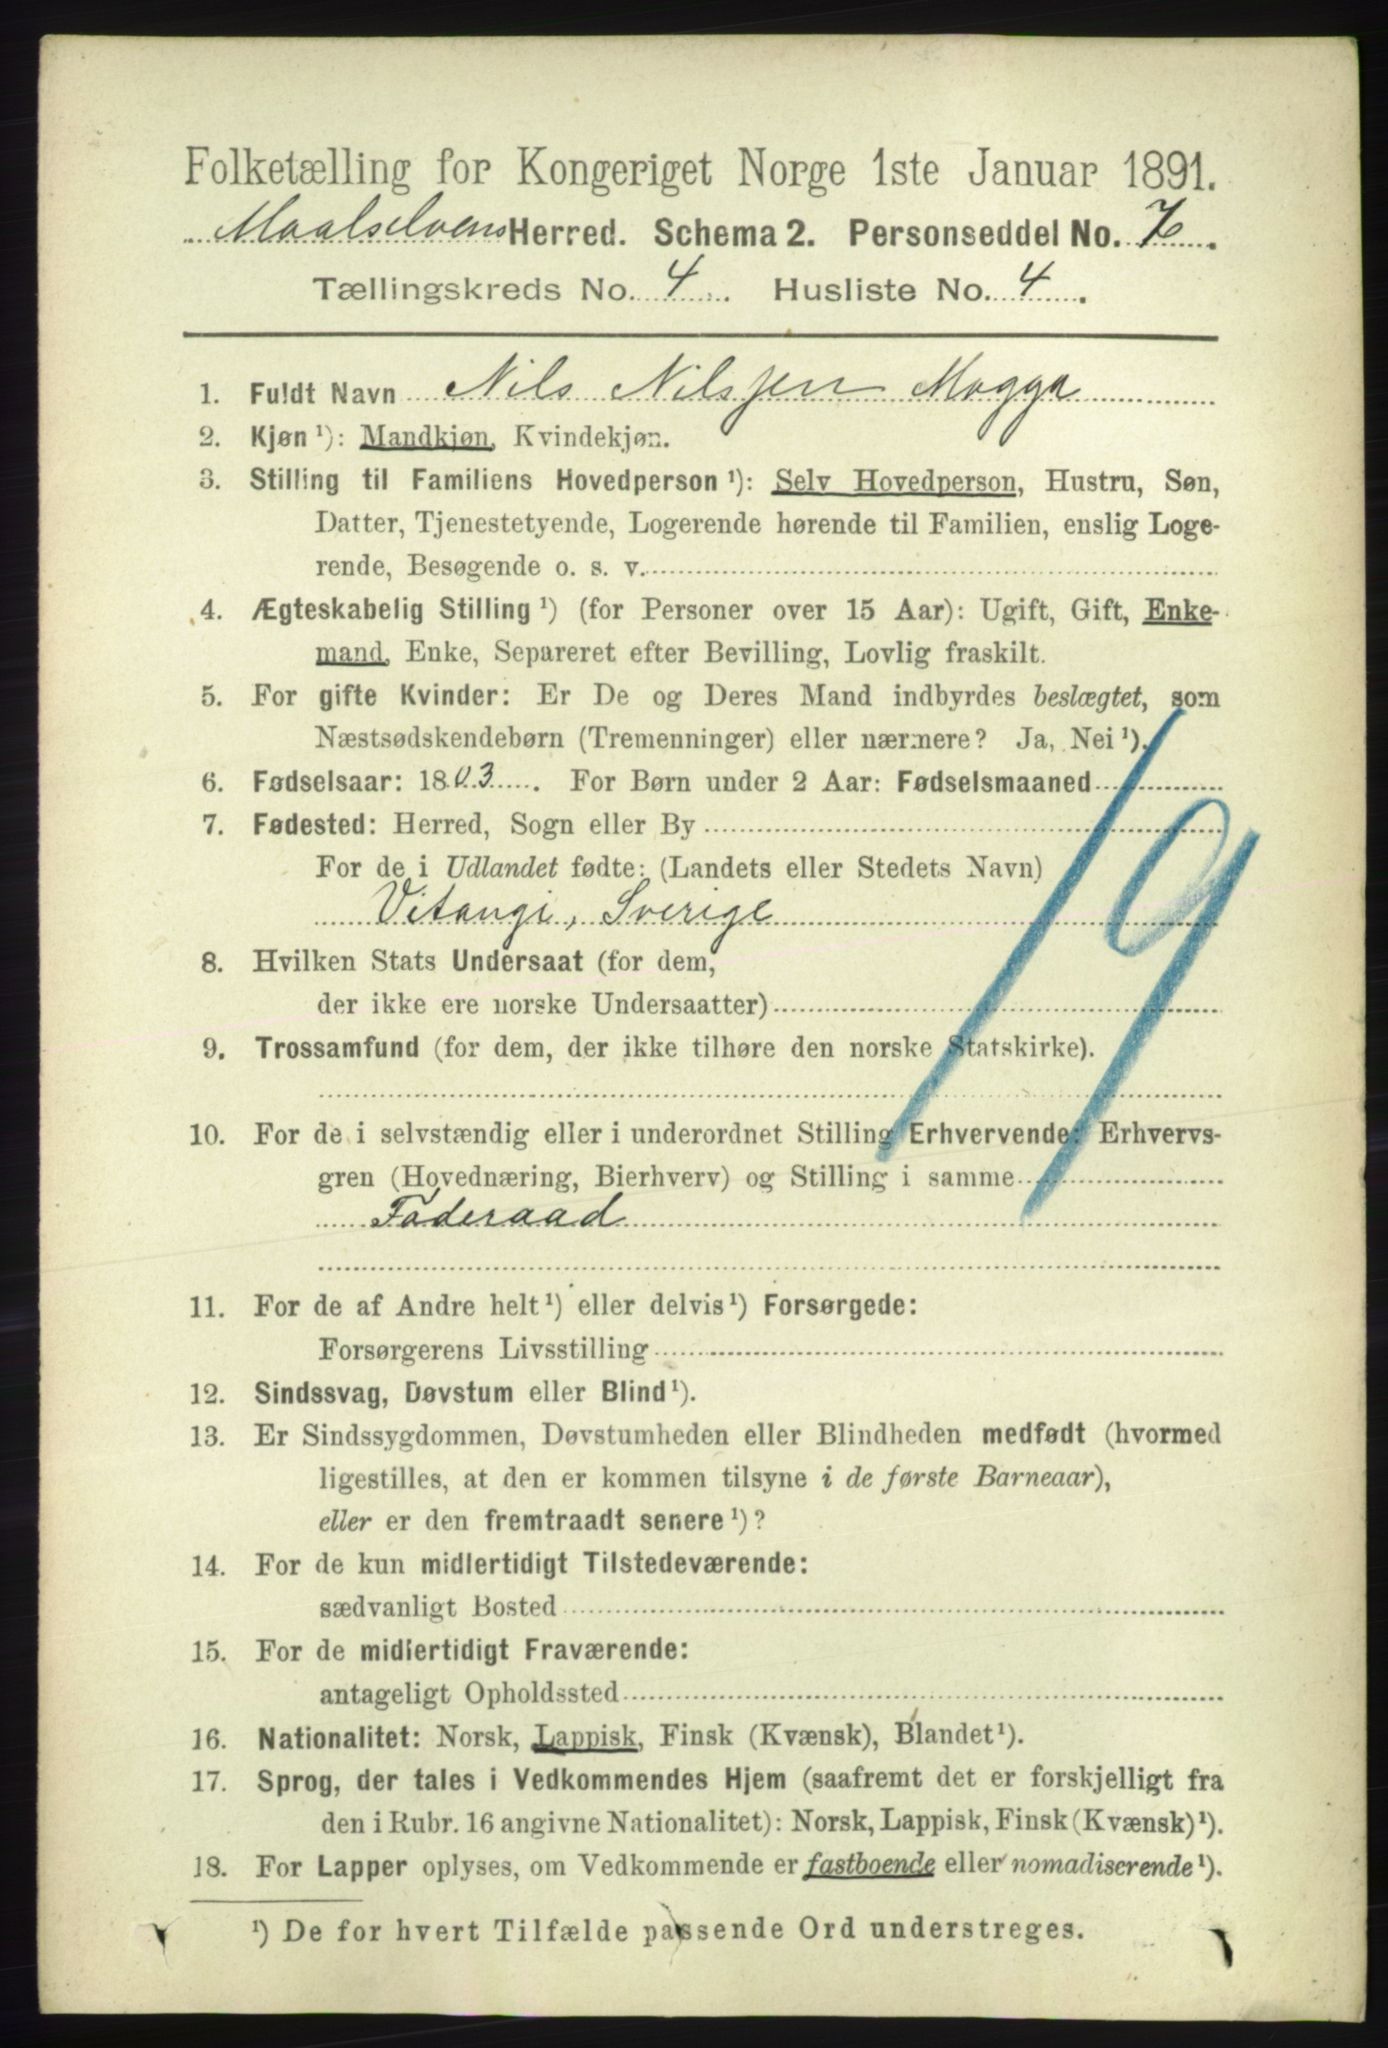 Folketælling for Kongeriget Norge 1ste Januar 1891.
Maalselvens Herred. Schema 2. Personseddel No. 7.
Tællingskreds No. 4. Husliste No. 4.
1. Fuldt Navn Nils Nilsen Magga
2. Kjøn ¹): Mandkjøn, Kvindekjøn.
3. Stilling til Familiens Hovedperson ¹): Selv Hovedperson, Hustru, Søn,
Datter, Tjenestetyende, Logerende hørende til Familien, enslig Loge-
rende, Besøgende o. s. v.
4. Ægteskabelig Stilling ¹) (for Personer over 15 Aar): Ugift, Gift, Enke-
mand, Enke, Separeret efter Bevilling, Lovlig fraskilt.
5. For gifte Kvinder: Er De og Deres Mand indbyrdes beslægtet, som
Næstsødskendebørn (Tremenninger) eller nærmere? Ja, Nei ¹).
6. Fødselsaar: 1803. For Børn under 2 Aar: Fødselsmaaned
7. Fødested: Herred, Sogn eller By
For de i Udlandet fødte: (Landets eller Stedets Navn)
Vitangi, Sverige
19
8. Hvilken Stats Undersaat (for dem,
der ikke ere norske Undersaatter)
9. Trossamfund (for dem, der ikke tilhøre den norske Statskirke).
10. For de i selvstændig eller i underordnet Stilling Erhvervende: Erhvervs-
gren (Hovednæring, Bierhverv) og Stilling i samme
Føderaad
11. For de af Andre helt ¹) eller delvis ¹) Forsørgede:
Forsørgerens Livsstilling
12. Sindssvag, Døvstum eller Blind ¹).
13. Er Sindssygdommen, Døvstumheden eller Blindheden medfødt (hvormed
ligestilles, at den er kommen tilsyne i de første Barneaar),
eller er den fremtraadt senere ¹)?
14. For de kun midlertidigt Tilstedeværende:
sædvanligt Bosted
15. For de midlertidigt Fraværende:
antageligt Opholdssted
16. Nationalitet: Norsk, Lappisk, Finsk (Kvænsk), Blandet ¹).
17. Sprog, der tales i Vedkommendes Hjem (saafremt det er forskjelligt fra
den i Rubr. 16 angivne Nationalitet): Norsk, Lappisk, Finsk (Kvænsk) ¹).
18. For Lapper oplyses, om Vedkommende er fastboende eller nomadiserende ¹).
¹) De for hvert Tilfælde passende Ord understreges.